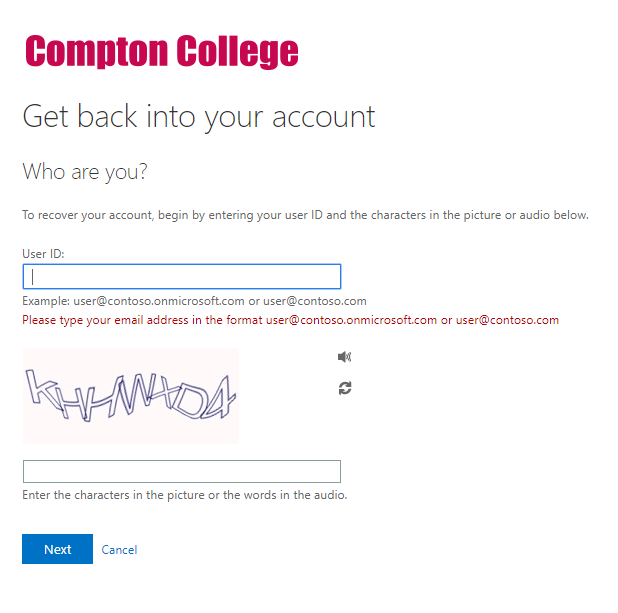 Compton College
Get back into your account
Who are you?
To recover your account, begin by entering your user ID and the characters in the picture or audio below.
User ID:
Example: user@contoso.onmicrosoft.com or user@contoso.com
Please type your email address in the format user@contoso.onmicrosoft.com or user@contoso.com
Enter the characters in the picture or the words in the audio.
Next Cancel